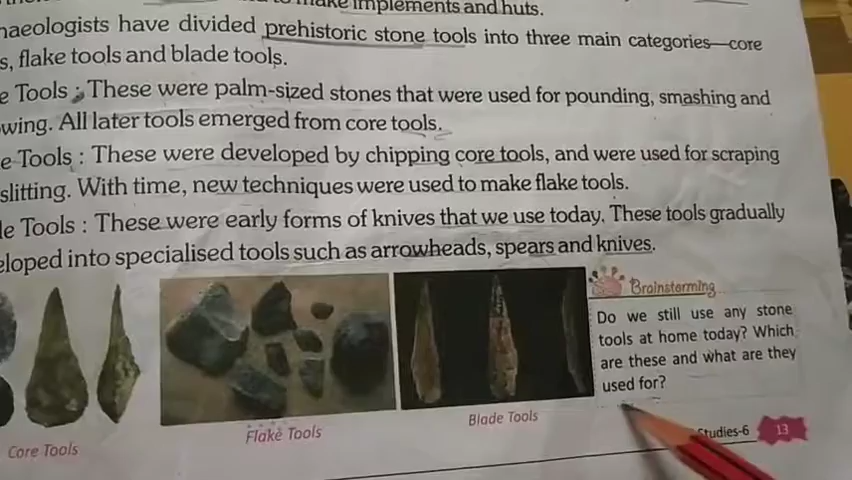 make implements and huts.
haeologists have divided prehistoric stone tools into three main categories—core
s, flake tools and blade tools.
e Tools : These were palm-sized stones that were used for pounding, smashing and
wing. All later tools emerged from core tools.
e Tools : These were developed by chipping core tools, and were used for scraping
slitting. With time, new techniques were used to make flake tools.
le Tools : These were early forms of knives that we use today. These tools gradually
eloped into specialised tools such as arrowheads, spears and knives.
Brainstorming
Do we still use any stone
tools at home today? Which
are these and what are they
used for?
Core Tools
Flake Tools
Blade Tools
Studies-6 13